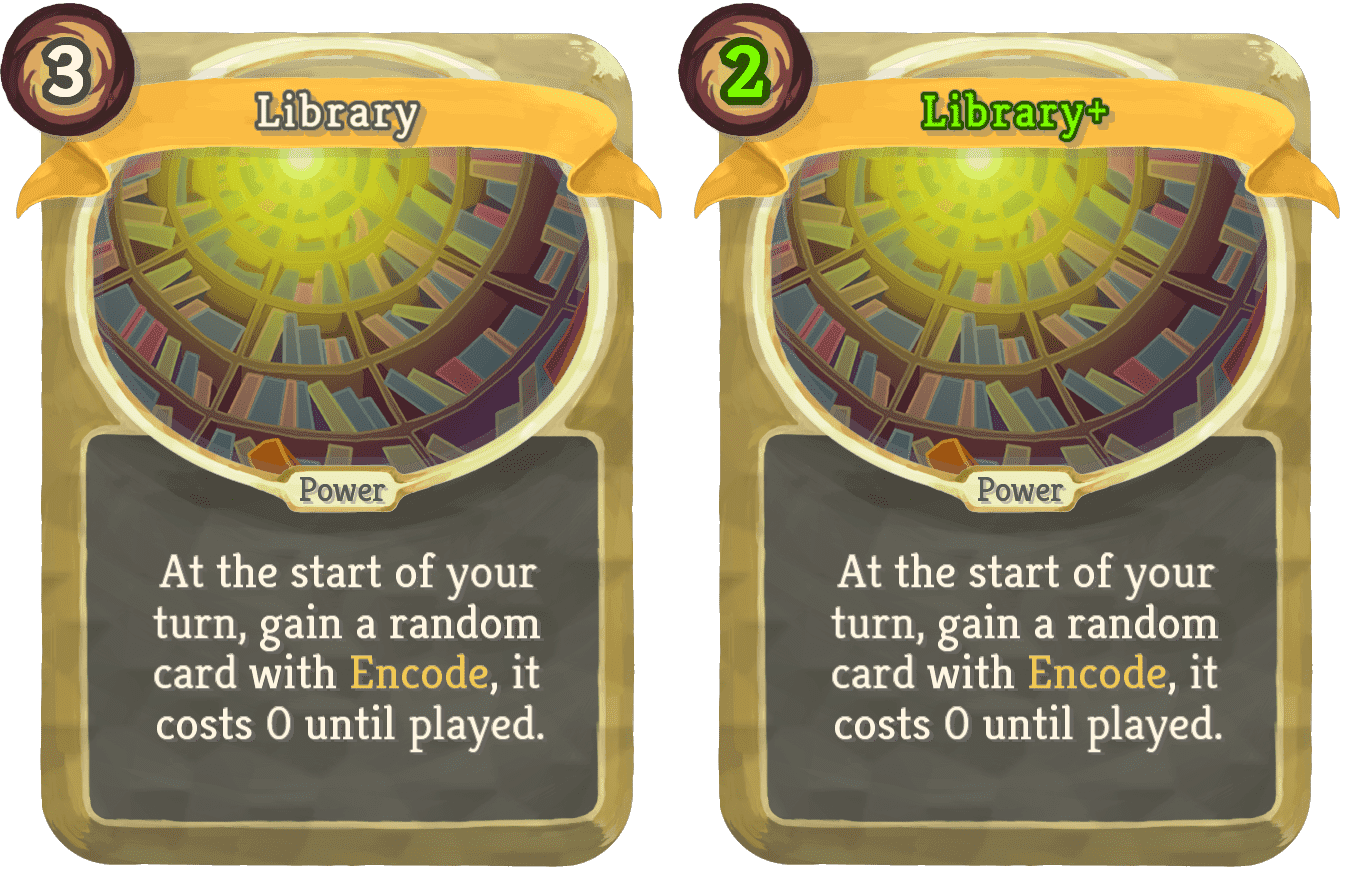 3
Library
Power
At the start of your
turn, gain a random
card with Encode, it
costs 0 until played.
2
Library+
Power
At the start of your
turn, gain a random
card with Encode, it
costs 0 until played.